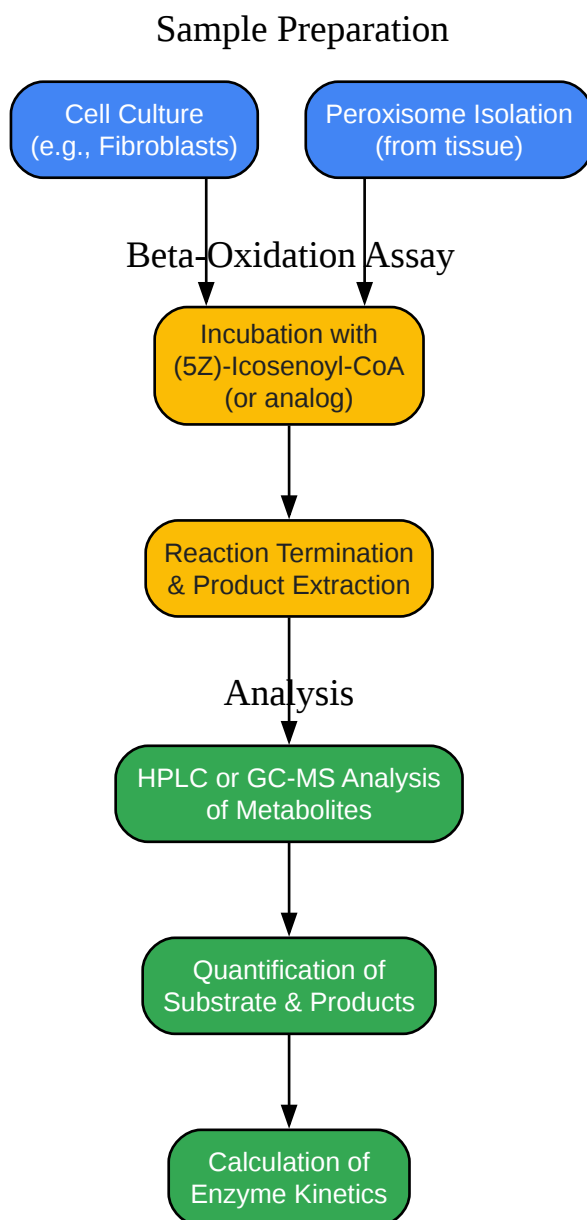 Sample Preparation
Cell Culture
(e.g., Fibroblasts)
Peroxisome Isolation
(from tissue)
Beta-Oxidation Assay
Incubation with
(5Z)-Icosenoyl-CoA
(or analog)
Reaction Termination
& Product Extraction
Analysis
HPLC or GC-MS Analysis
of Metabolites
Quantification of
Substrate & Products
Calculation of
Enzyme Kinetics